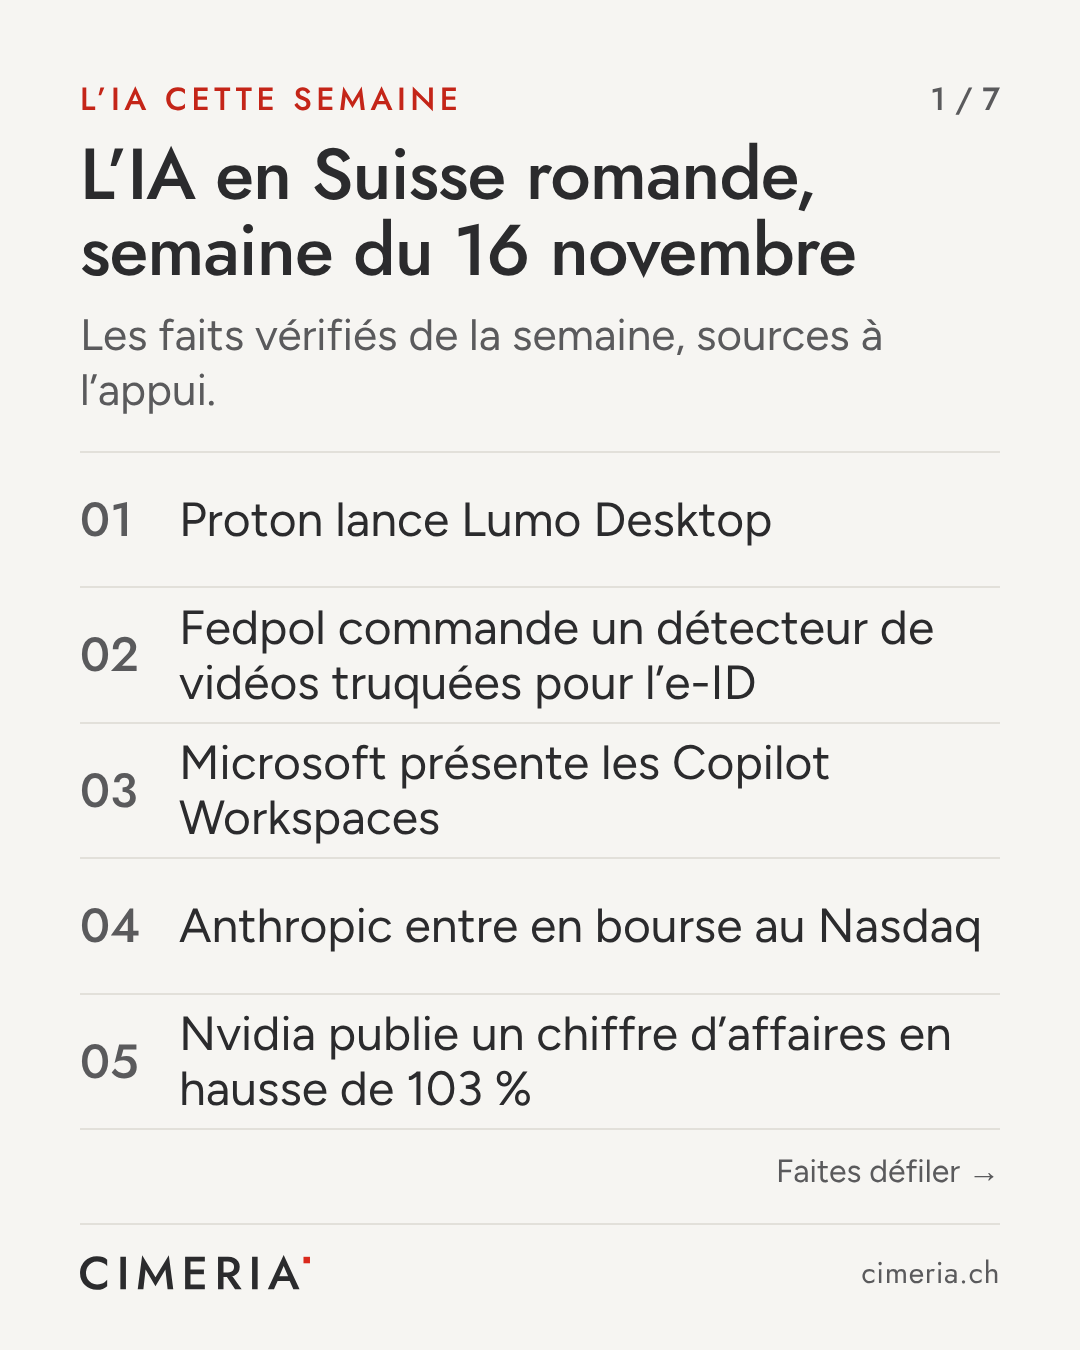 L’IA CETTE SEMAINE
1 / 7
L’IA en Suisse romande,
semaine du 16 novembre
Les faits vérifiés de la semaine, sources à
l’appui.
01 Proton lance Lumo Desktop
02 Fedpol commande un détecteur de
vidéos truquées pour l’e-ID
03 Microsoft présente les Copilot
Workspaces
04 Anthropic entre en bourse au Nasdaq
05 Nvidia publie un chiffre d’affaires en
hausse de 103 %
Faites défiler →
CIMERIA
cimeria.ch